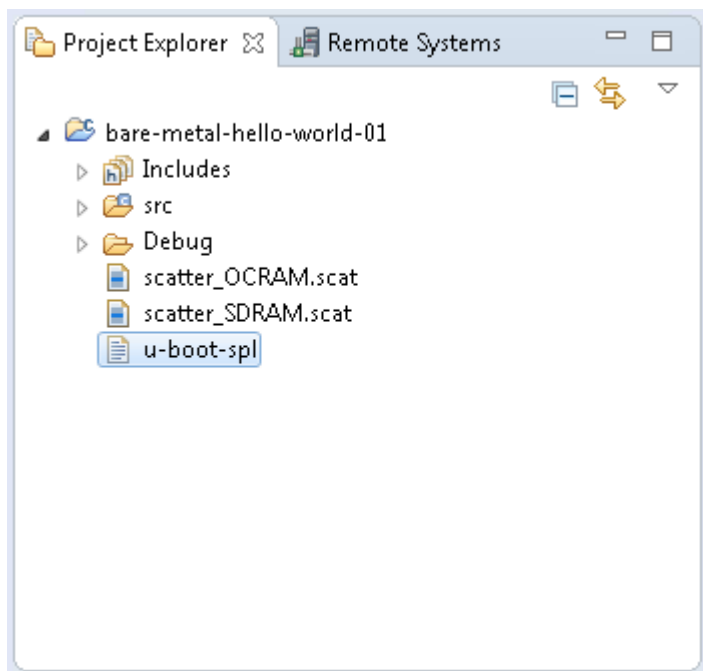 Project Explorer Remote Systems
bare-metal-hello-world-01
Includes
src
Debug
scatter_OCRAM.scat
scatter_SDRAM.scat
u-boot-spl